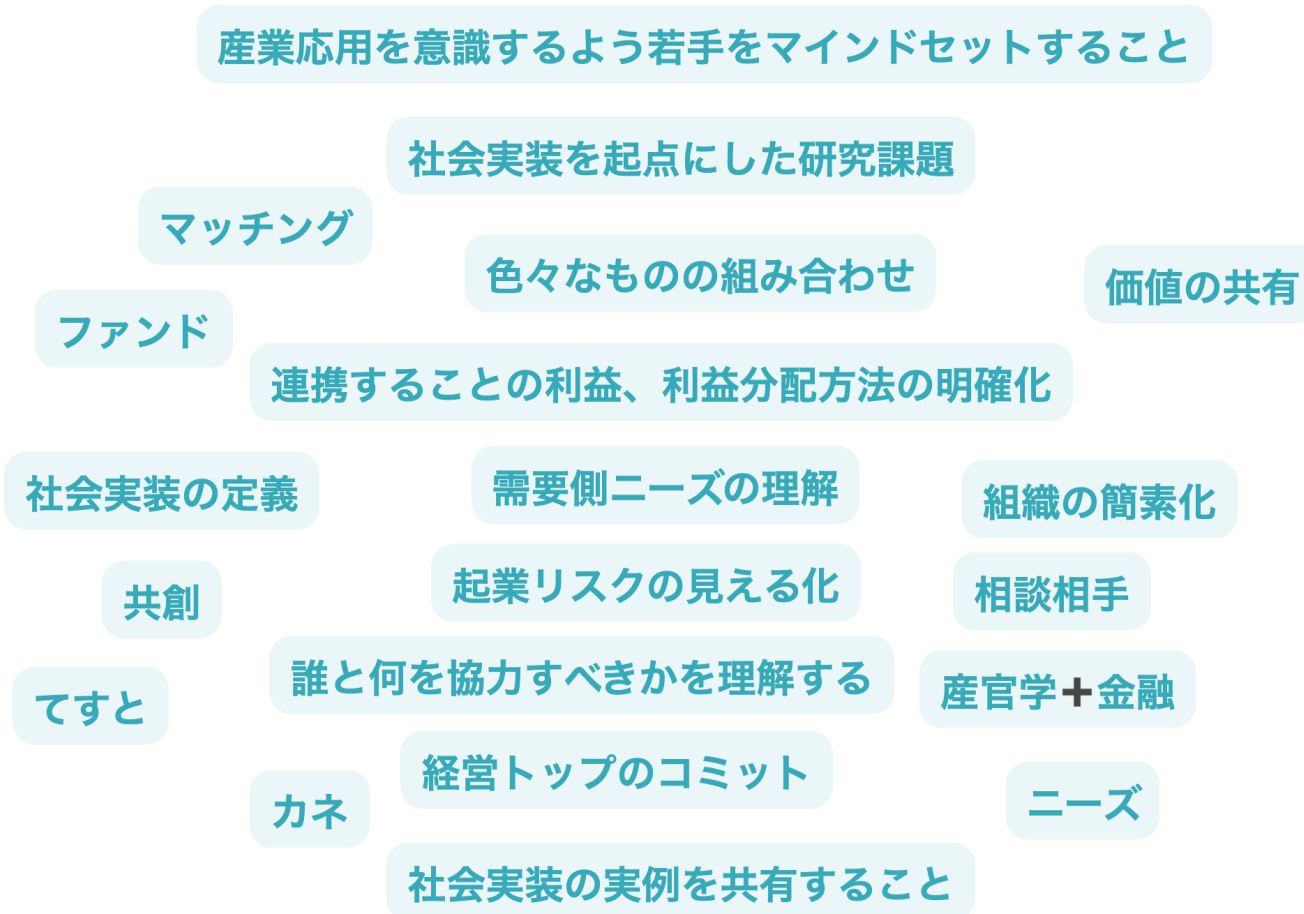 産業応用を意識するよう若手をマインドセットすること
社会実装を起点にした研究課題
マッチング
色々なものの組み合わせ
価値の共有
ファンド
連携することの利益、利益分配方法の明確化
社会実装の定義
需要側ニーズの理解
組織の簡素化
共創
起業リスクの見える化
相談相手
誰と何を協力すべきかを理解する
産官学➕金融
てすと
経営トップのコミット
カネ
ニーズ
社会実装の実例を共有すること